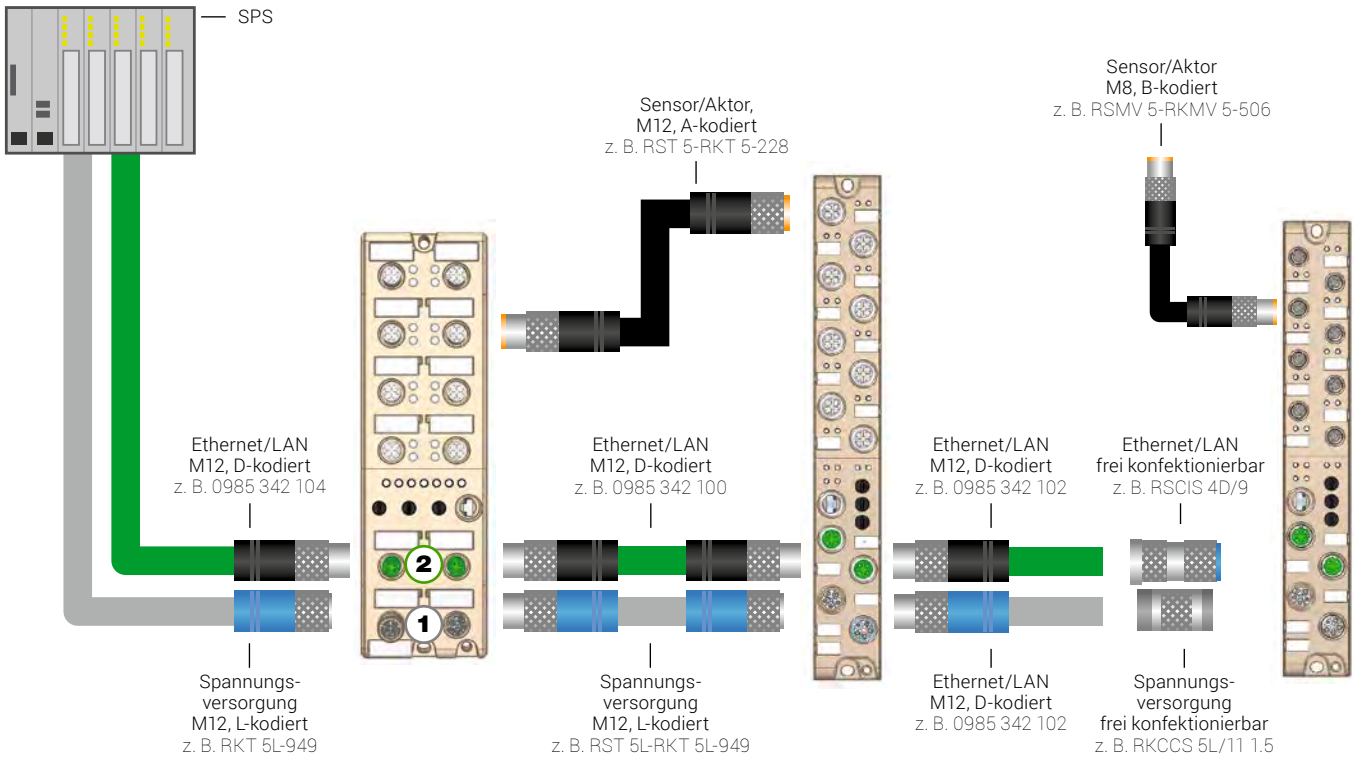 SPS
Sensor/Aktor
M8, B-kodiert
z. B. RSMV 5-RKMV 5-506
Sensor/Aktor,
M12, A-kodiert
z. B. RST 5-RKT 5-228
Ethernet/LAN
M12, D-kodiert
z. B. 0985 342 104
Ethernet/LAN
M12, D-kodiert
z. B. 0985 342 100
Ethernet/LAN
M12, D-kodiert
z. B. 0985 342 102
Ethernet/LAN
frei konfektionierbar
z. B. RSCIS 4D/9
2
1
Spannungs-
versorgung
M12, L-kodiert
z. B. RKT 5L-949
Spannungs-
versorgung
M12, L-kodiert
z. B. RST 5L-RKT 5L-949
Ethernet/LAN
M12, D-kodiert
z. B. 0985 342 102
Spannungs-
versorgung
frei konfektionierbar
z. B. RKCCS 5L/11 1.5